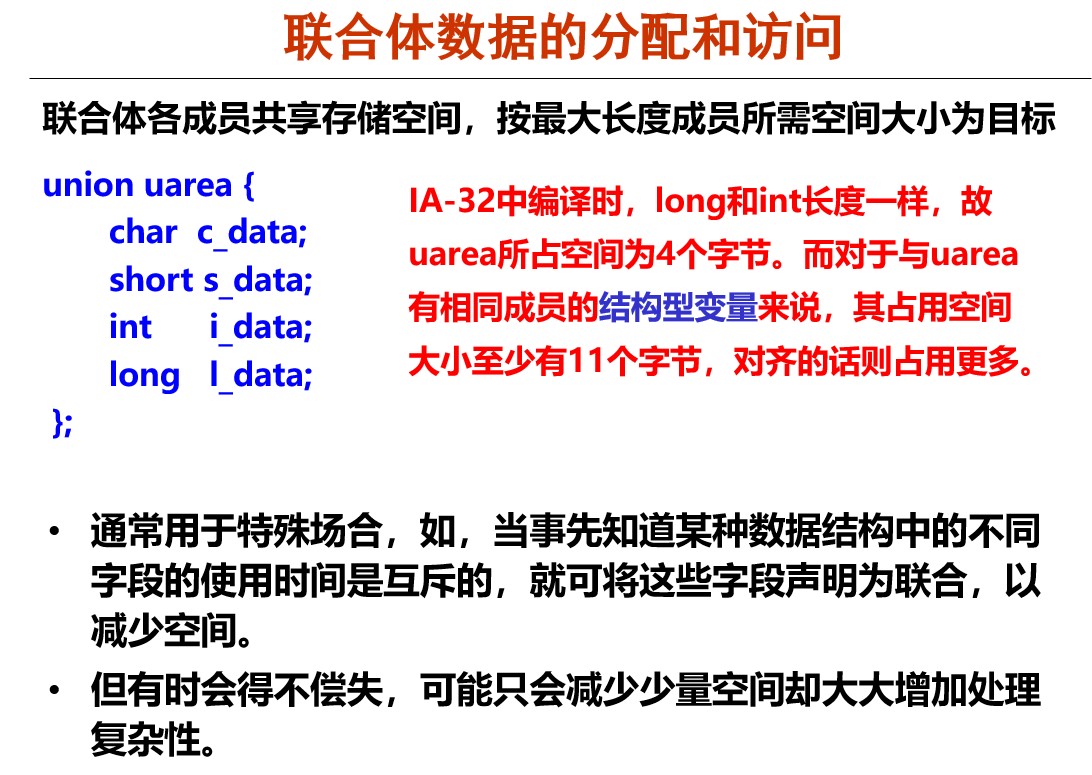 联合体数据的分配和访问
联合体各成员共享存储空间，按最大长度成员所需空间大小为目标
union uarea {
char c_data;
short s_data;
int i_data;
long l_data;
};
IA-32中编译时，long和int长度一样，故
uarea所占空间为4个字节。而对于与uarea
有相同成员的结构型变量来说，其占用空间
大小至少有11个字节，对齐的话则占用更多。
• 通常用于特殊场合，如，当事先知道某种数据结构中的不同
字段的使用时间是互斥的，就可将这些字段声明为联合，以
减少空间。
• 但有时会得不偿失，可能只会减少少量空间却大大增加处理
复杂性。